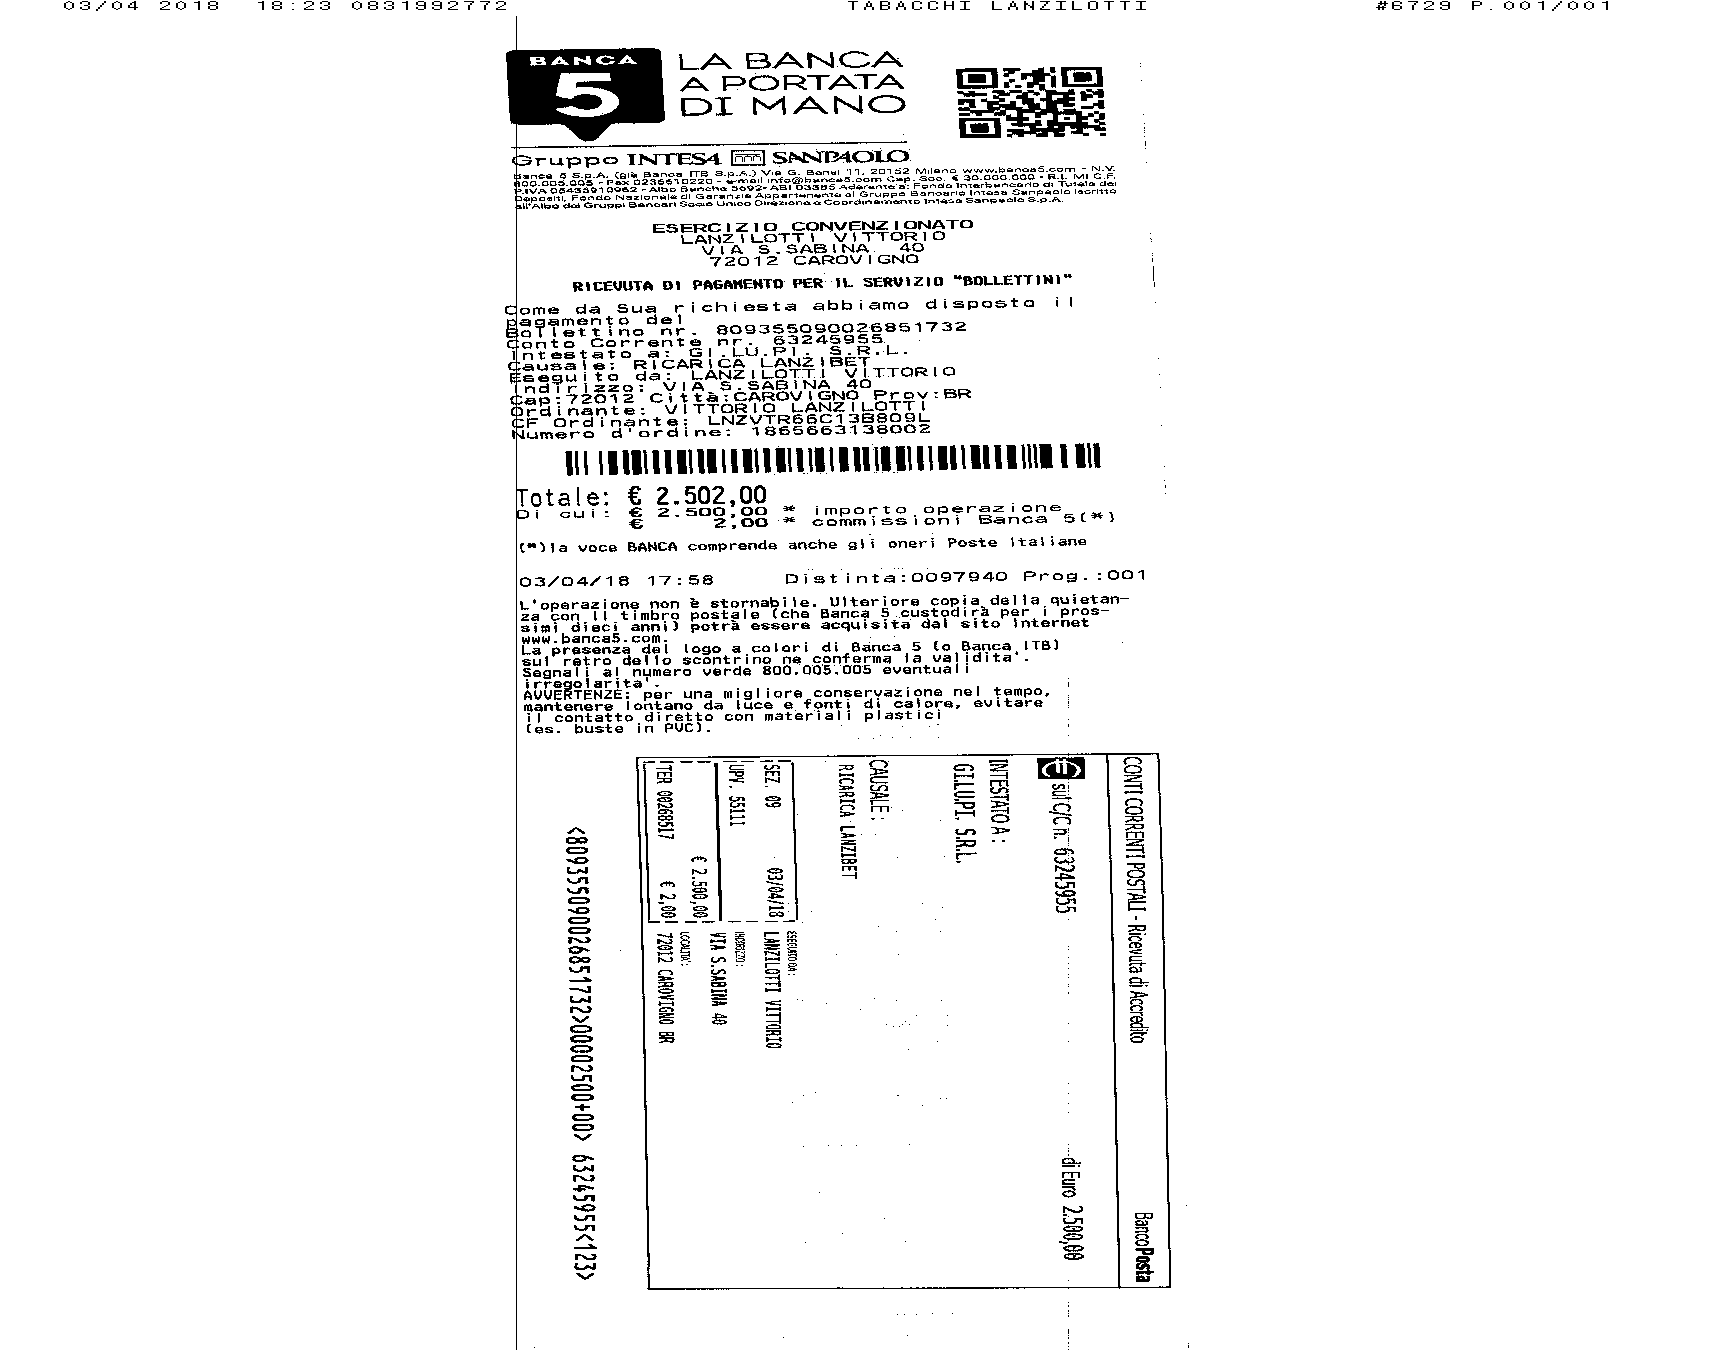 03/04 2018 18:23 0831992772 TABACCHI LANZILOTTI #6729 P.001/001
BANCA
5
LA BANCA
A PORTATA
DI MANO
Gruppo INTESA SANPAOLO
Banca 5 S.p.A. (già Banca ITB S.p.A.) Via G. Bensi 11, 20152 Milano www.banca5.com - N.V.
800.005.005 - Fax 0235610220 - e-mail info@banca5.com Cap. Soc. € 30.000.000 - R.I. MI C.F.
P.IVA 06435910962 - Albo Banche 5692- ABI 03385 Aderente a: Fondo Interbancario di Tutela dei
Depositi, Fondo Nazionale di Garanzia Appartenente al Gruppo Bancario Intesa Sanpaolo iscritto
all'Albo dei Gruppi Bancari Socio Unico Direzione e Coordinamento Intesa Sanpaolo S.p.A.
ESERCIZIO CONVENZIONATO
LANZILOTTI VITTORIO
VIA S.SABINA 40
72012 CAROVIGNO
RICEVUTA DI PAGAMENTO PER IL SERVIZIO "BOLLETTINI"
Come da Sua richiesta abbiamo disposto il
pagamento del
Bollettino nr. 809355090026851732
Conto Corrente nr. 63245955
Intestato a: GI.LU.PI. S.R.L.
Causale: RICARICA LANZIBET
Eseguito da: LANZILOTTI VITTORIO
Indirizzo: VIA S.SABINA 40
Cap:72012 Città:CAROVIGNO Prov:BR
Ordinante: VITTORIO LANZILOTTI
CF Ordinante: LNZVTR66C13B809L
Numero d'ordine: 1865663138002
Totale: € 2.502,00
Di cui: € 2.500,00 * importo operazione
€ 2,00 * commissioni Banca 5(*)
(*)la voce BANCA comprende anche gli oneri Poste Italiane
03/04/18 17:58 Distinta:0097940 Prog.:001
L'operazione non è stornabile. Ulteriore copia della quietan-
za con il timbro postale (che Banca 5 custodirà per i pros-
simi dieci anni) potrà essere acquisita dal sito Internet
www.banca5.com.
La presenza del logo a colori di Banca 5 (o Banca ITB)
sul retro dello scontrino ne conferma la validita'.
Segnali al numero verde 800.005.005 eventuali
irregolarita'.
AVVERTENZE: per una migliore conservazione nel tempo,
mantenere lontano da luce e fonti di calore, evitare
il contatto diretto con materiali plastici
(es. buste in PVC).
CONTI CORRENTI POSTALI - Ricevuta di Accredito BancoPosta
sul C/C n. 63245955 di Euro 2.500,00
INTESTATO A :
GI.LU.PI. S.R.L.
CAUSALE :
RICARICA LANZIBET
SEZ. 09 03/04/18
UPV. 55111
€ 2.500,00
TER 00268517 € 2,00
ESEGUITO DA :
LANZILOTTI VITTORIO
INDIRIZZO :
VIA S.SABINA 40
LOCALITA' :
72012 CAROVIGNO BR
<809355090026851732>00002500+00> 63245955<123>